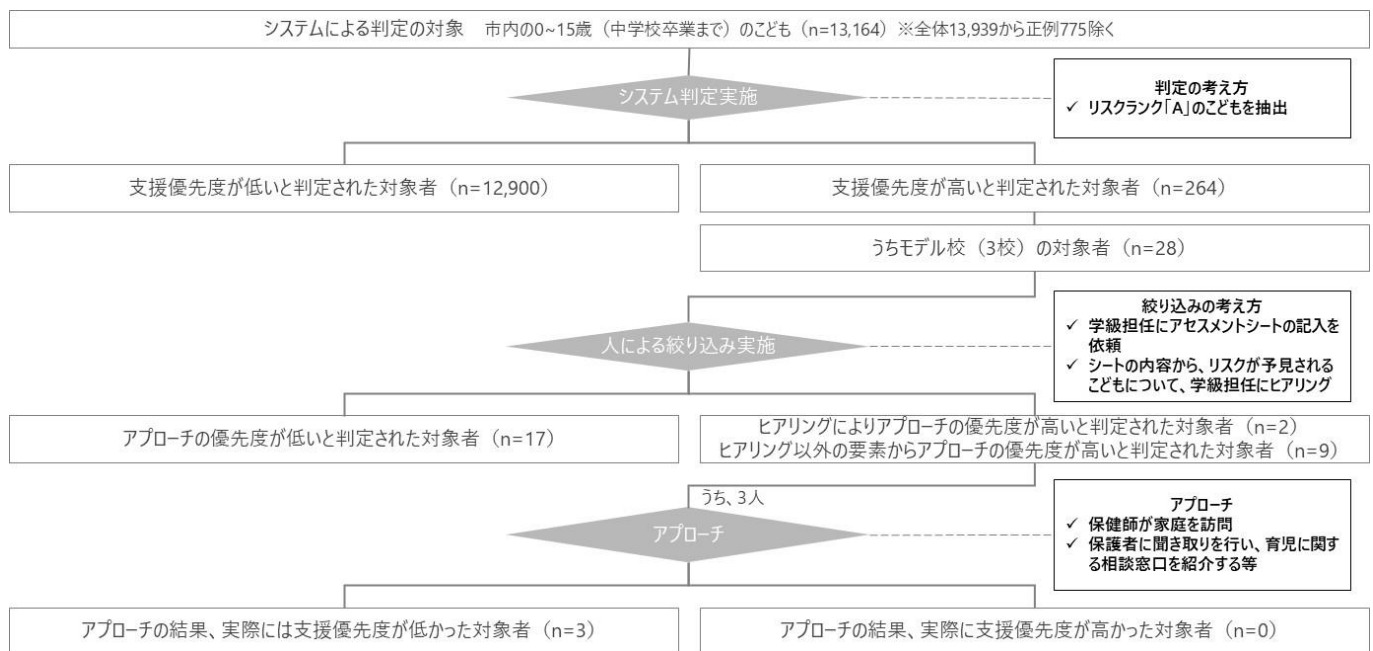 システムによる判定の対象　市内の0~15歳（中学校卒業まで）のこども（n=13,164）※全体13,939から正例775除く
システム判定実施
判定の考え方
✓ リスクランク「A」のこどもを抽出
支援優先度が低いと判定された対象者（n=12,900）
支援優先度が高いと判定された対象者（n=264）
うちモデル校（3校）の対象者（n=28）
人による絞り込み実施
絞り込みの考え方
✓ 学級担任にアセスメントシートの記入を
依頼
✓ シートの内容から、リスクが予見される
こどもについて、学級担任にヒアリング
アプローチの優先度が低いと判定された対象者（n=17）
ヒアリングによりアプローチの優先度が高いと判定された対象者（n=2）
ヒアリング以外の要素からアプローチの優先度が高いと判定された対象者（n=9）
うち、3人
アプローチ
アプローチ
✓ 保健師が家庭を訪問
✓ 保護者に聞き取りを行い、育児に関す
る相談窓口を紹介する等
アプローチの結果、実際には支援優先度が低かった対象者（n=3）
アプローチの結果、実際に支援優先度が高かった対象者（n=0）